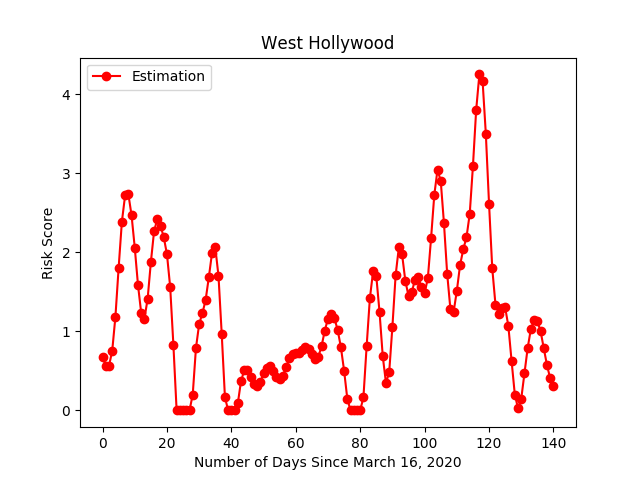 West Hollywood
Estimation
Risk Score
4
3
2
1
0
0 20 40 60 80 100 120 140
Number of Days Since March 16, 2020